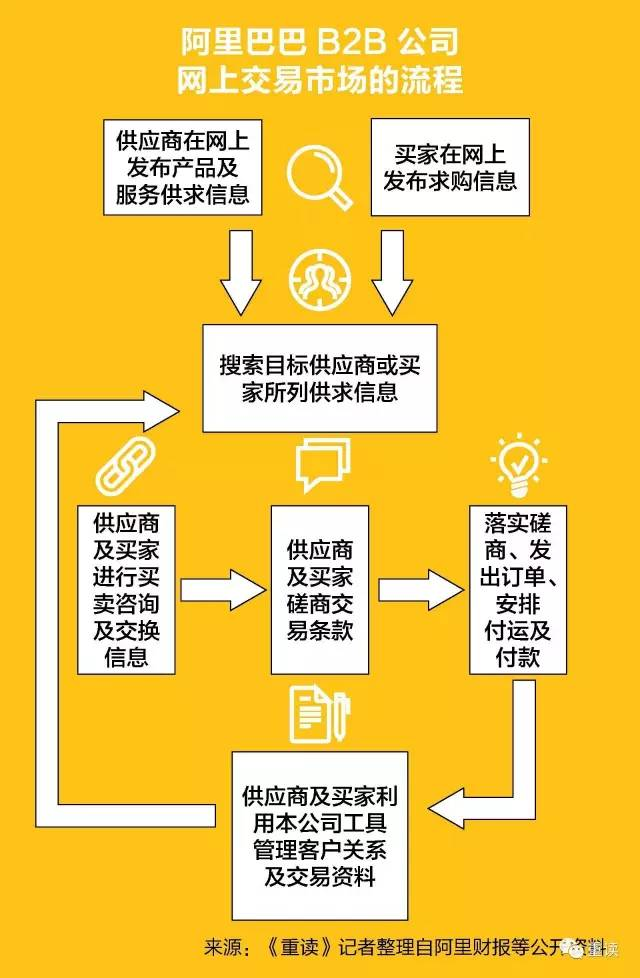 阿里巴巴 B2B 公司
网上交易市场的流程
供应商在网上
发布产品及
服务供求信息
买家在网上
发布求购信息
搜索目标供应商或买
家所列供求信息
供应商
及买家
进行买
卖咨询
及交换
信息
供应商
及买家
磋商交
易条款
落实磋
商、发
出订单、
安排
付运及
付款
供应商及买家利
用本公司工具
管理客户关系
及交易资料
来源：《重读》记者整理自阿里财报等公开资料
重读